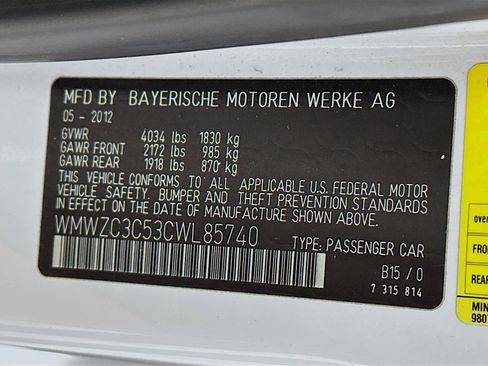 MFD BY BAYERISCHE MOTOREN WERKE AG
05 - 2012
GVWR 4034 lbs 1830 kg
GAWR FRONT 2172 lbs 985 kg
GAWR REAR 1918 lbs 870 kg
THIS VEHICLE CONFORMS TO ALL APPLICABLE U.S. FEDERAL MOTOR
VEHICLE SAFETY, BUMPER AND THEFT PREVENTION STANDARDS
IN EFFECT ON THE DATE OF MANUFACTURE SHOWN ABOVE.
WMWZC3C53CWL85740
TYPE: PASSENGER CAR
B15 / 0
7 315 814
FRON
REAR
MIN